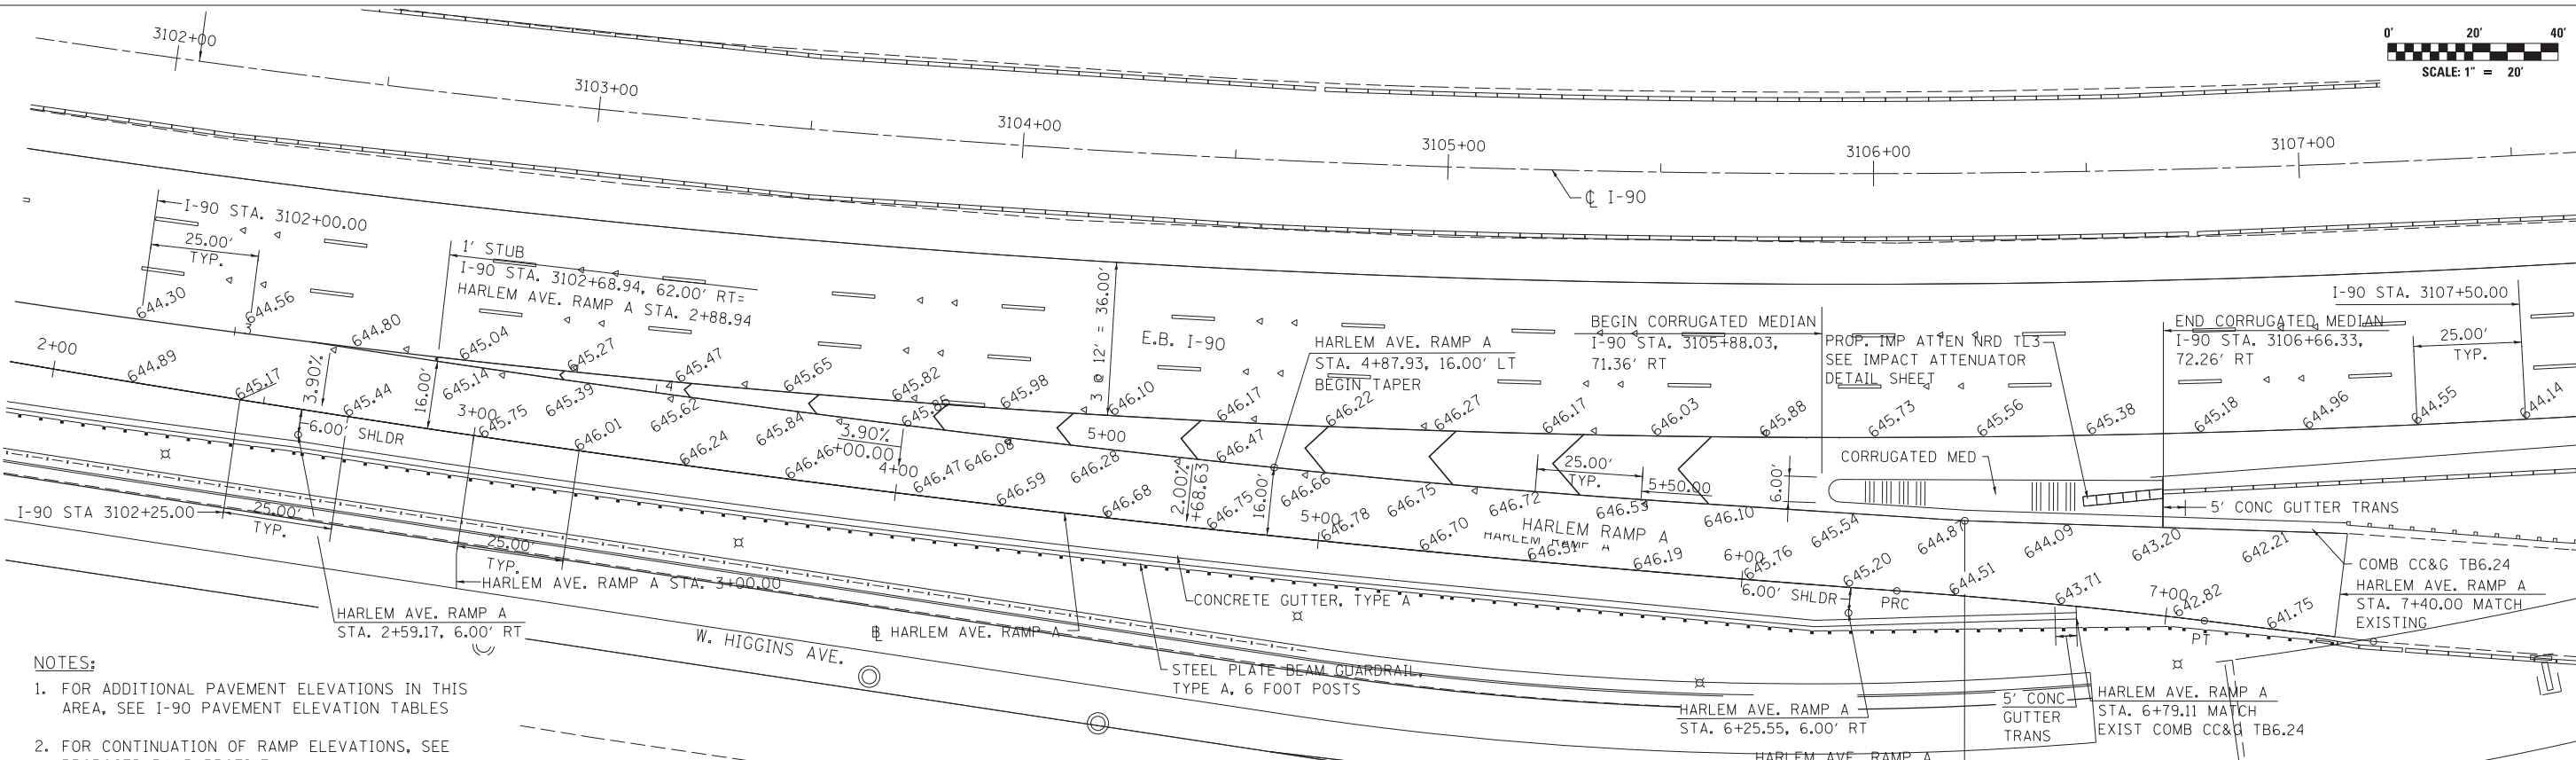 0' 20' 40'
SCALE: 1" = 20'
3102+00
3103+00
3104+00
3105+00
3106+00
3107+00
℄ I-90
I-90 STA. 3102+00.00
25.00'
TYP.
1' STUB
I-90 STA. 3102+68.94, 62.00' RT=
HARLEM AVE. RAMP A STA. 2+88.94
3 @ 12' = 36.00'
E.B. I-90
HARLEM AVE. RAMP A
STA. 4+87.93, 16.00' LT
BEGIN TAPER
BEGIN CORRUGATED MEDIAN
I-90 STA. 3105+88.03,
71.36' RT
PROP. IMP ATTEN NRD TL3
SEE IMPACT ATTENUATOR
DETAIL SHEET
END CORRUGATED MEDIAN
I-90 STA. 3106+66.33,
72.26' RT
I-90 STA. 3107+50.00
25.00'
TYP.
644.30
644.56
644.80
645.04
645.27
645.47
645.65
645.82
645.98
646.10
646.17
646.22
646.27
646.17
646.03
645.88
645.73
645.56
645.38
645.18
644.96
644.55
644.14
3
4
5+00
2+00
644.89
645.17
3.90%
645.44
16.00'
645.14
3+00
645.75
645.39
646.01
645.62
646.24
645.84
646.46
3.90%
+00.00
645.85
4+00
646.47
646.08
646.59
646.28
646.68
2.00%
+68.63
646.47
646.75
16.00'
646.66
5+00
646.78
646.75
646.70
25.00'
TYP.
646.72
5+50.00
646.53
646.51
646.10
646.19
6+00
645.76
645.54
645.20
644.87
644.51
644.09
643.71
643.20
7+00
642.82
642.21
641.75
6.00'
CORRUGATED MED
5' CONC GUTTER TRANS
HARLEM RAMP A
HARLEM RAMP A
6.00' SHLDR
I-90 STA 3102+25.00
25.00'
TYP.
25.00'
TYP.
HARLEM AVE. RAMP A STA. 3+00.00
HARLEM AVE. RAMP A
STA. 2+59.17, 6.00' RT
W. HIGGINS AVE.
℄ HARLEM AVE. RAMP A
CONCRETE GUTTER, TYPE A
STEEL PLATE BEAM GUARDRAIL,
TYPE A, 6 FOOT POSTS
6.00' SHLDR
PRC
PT
COMB CC&G TB6.24
HARLEM AVE. RAMP A
STA. 7+40.00 MATCH
EXISTING
HARLEM AVE. RAMP A
STA. 6+25.55, 6.00' RT
5' CONC
GUTTER
TRANS
HARLEM AVE. RAMP A
STA. 6+79.11 MATCH
EXIST COMB CC&G TB6.24
HARLEM AVE. RAMP A
NOTES:
1. FOR ADDITIONAL PAVEMENT ELEVATIONS IN THIS
AREA, SEE I-90 PAVEMENT ELEVATION TABLES
2. FOR CONTINUATION OF RAMP ELEVATIONS, SEE